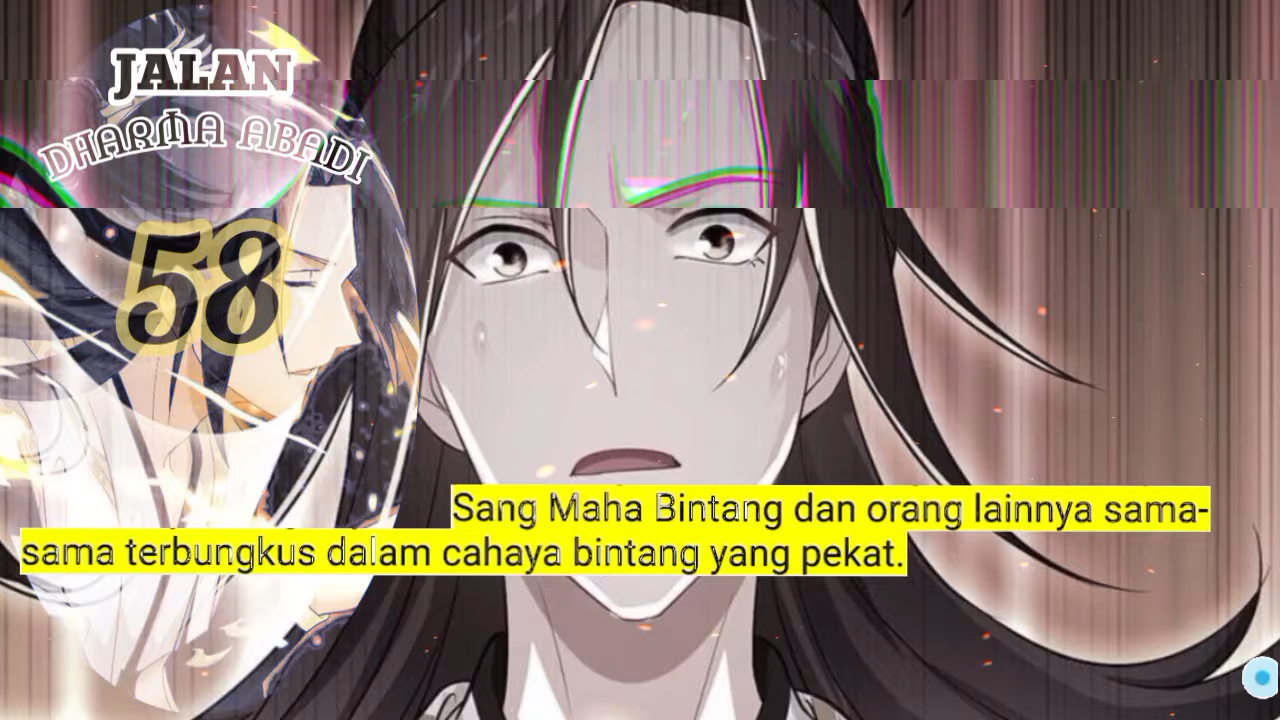 JALAN
DHARMA ABADI
58
Sang Maha Bintang dan orang lainnya sama-
sama terbungkus dalam cahaya bintang yang pekat.